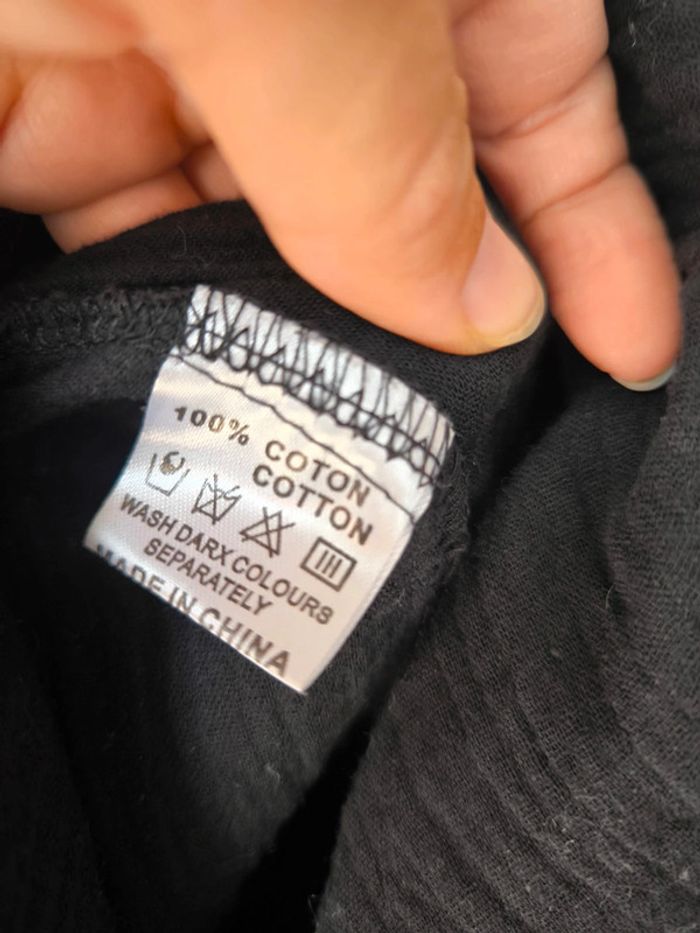 100% COTON
COTTON
WASH DARX COLOURS
SEPARATELY
MADE IN CHINA